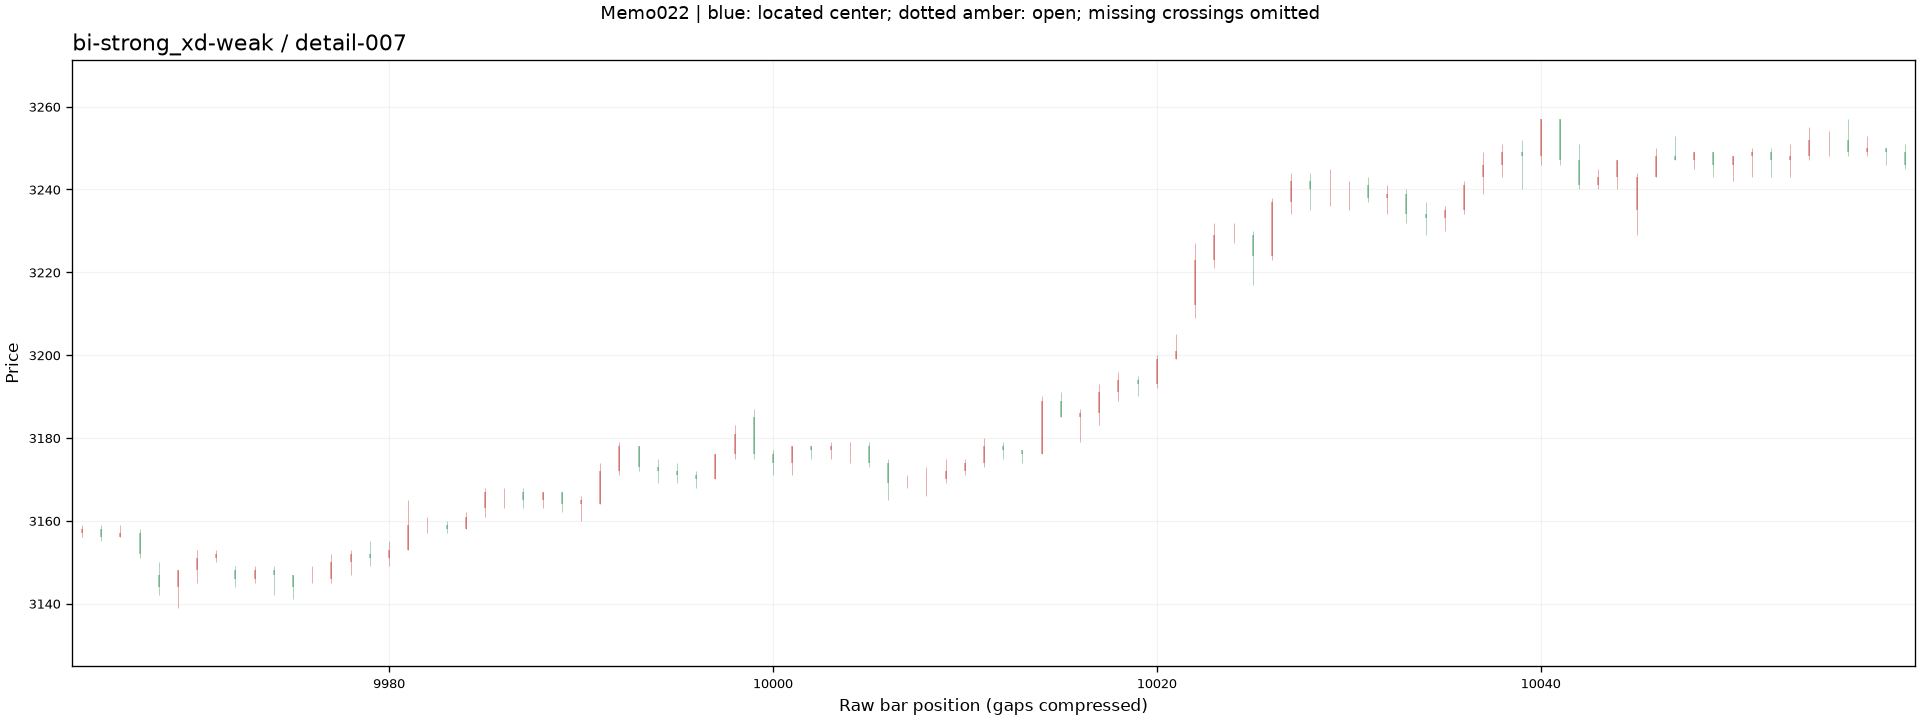 Memo022 | blue: located center; dotted amber: open; missing crossings omitted
bi-strong_xd-weak / detail-007
3260
3240
3220
3200
3180
3160
3140
Price
9980
10000
10020
10040
Raw bar position (gaps compressed)